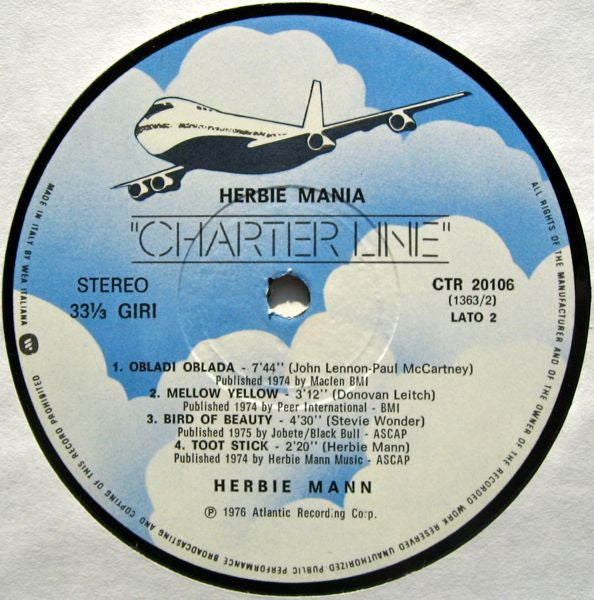 HERBIE MANIA
"CHARTER LINE"
STEREO
33⅓ GIRI
CTR 20106
(1363/2)
LATO 2
1. OBLADI OBLADA - 7'44'' (John Lennon-Paul McCartney)
Published 1974 by Maclen BMI
2. MELLOW YELLOW - 3'12'' (Donovan Leitch)
Published 1974 by Peer International - BMI
3. BIRD OF BEAUTY - 4'30'' (Stevie Wonder)
Published 1975 by Jobete/Black Bull - ASCAP
4. TOOT STICK - 2'20'' (Herbie Mann)
Published 1974 by Herbie Mann Music - ASCAP
HERBIE MANN
℗ 1976 Atlantic Recording Corp.
MADE IN ITALY BY WEA ITALIANA
ALL RIGHTS OF THE MANUFACTURER AND OF THE OWNER OF THE RECORDED WORK RESERVED UNAUTHORIZED PUBLIC PERFORMANCE BROADCASTING AND COPYING OF THIS RECORD PROHIBITED